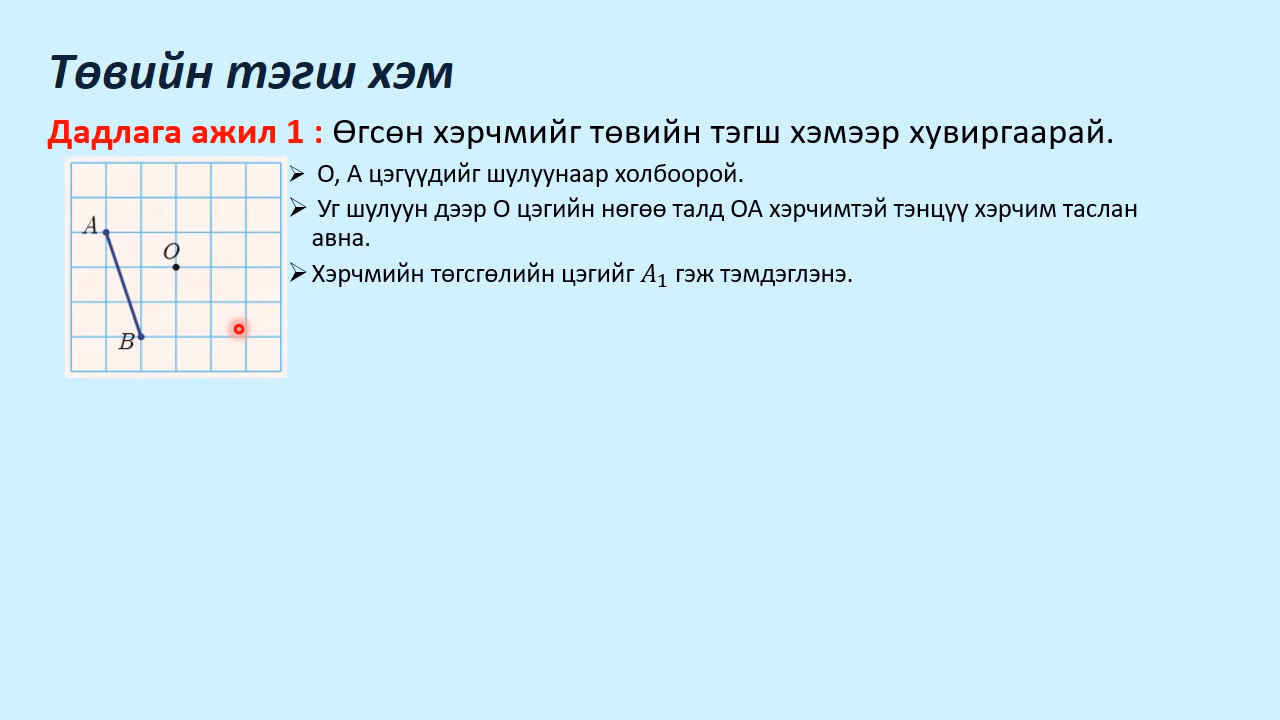 Төвийн тэгш хэм
Дадлага ажил 1 : Өгсөн хэрчмийг төвийн тэгш хэмээр хувиргаарай.
➢ О, А цэгүүдийг шулуунаар холбоорой.
➢ Уг шулуун дээр О цэгийн нөгөө талд ОА хэрчимтэй тэнцүү хэрчим таслан
авна.
➢ Хэрчмийн төгсгөлийн цэгийг A₁ гэж тэмдэглэнэ.
A
O
B